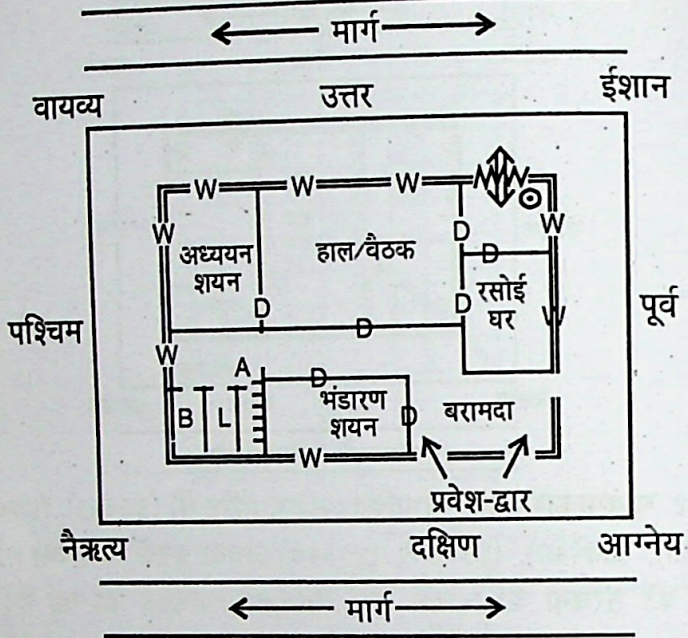 मार्ग
वायव्य उत्तर ईशान
W W W
W W
अध्ययन हाल/वैठक D
शयन D
D रसोई
पश्चिम D घर W पूर्व
D
W
A D
B L भंडारण D बरामदा
शयन
W
प्रवेश-द्वार
नैऋत्य दक्षिण आग्नेय
मार्ग